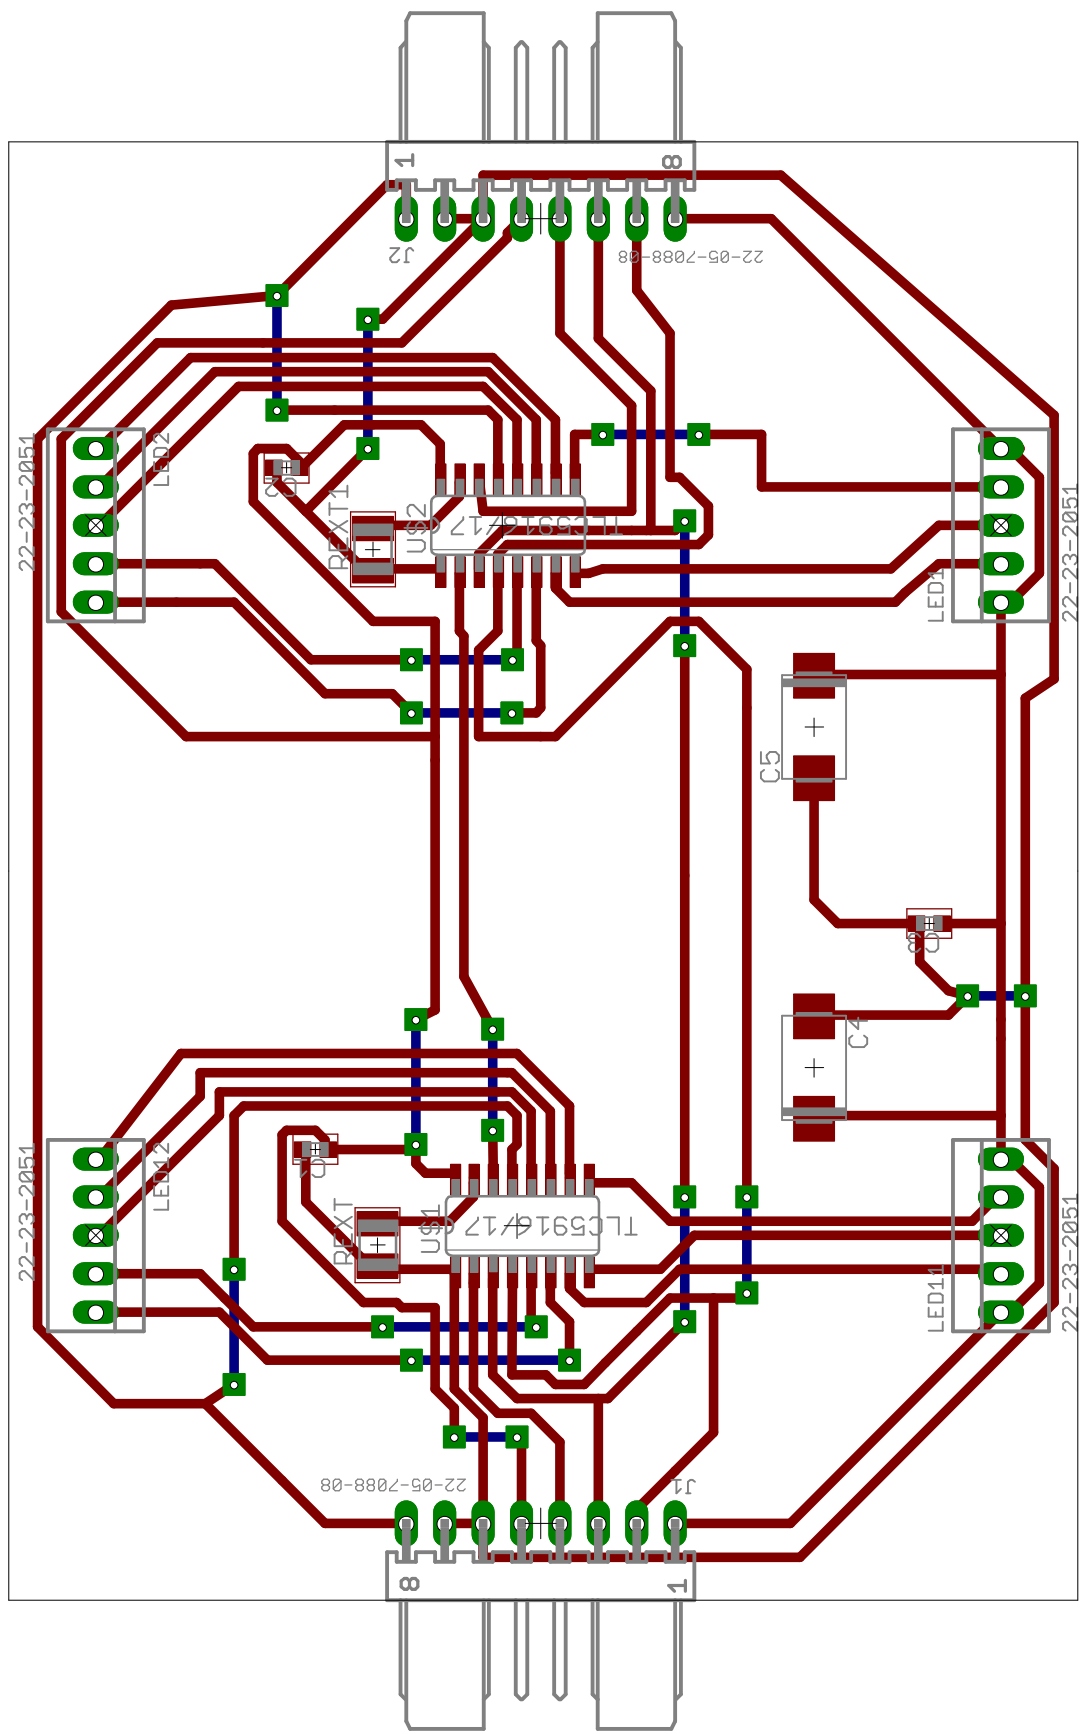 1
8
J2
22-05-7088-08
22-23-2051
LED2
C2
REXT1
US2
TLC5916/17
LED1
22-23-2051
C5
C3
C4
22-23-2051
LED12
C1
REXT
US1
TLC5916/17
LED11
22-23-2051
22-05-7088-08
J1
8
1